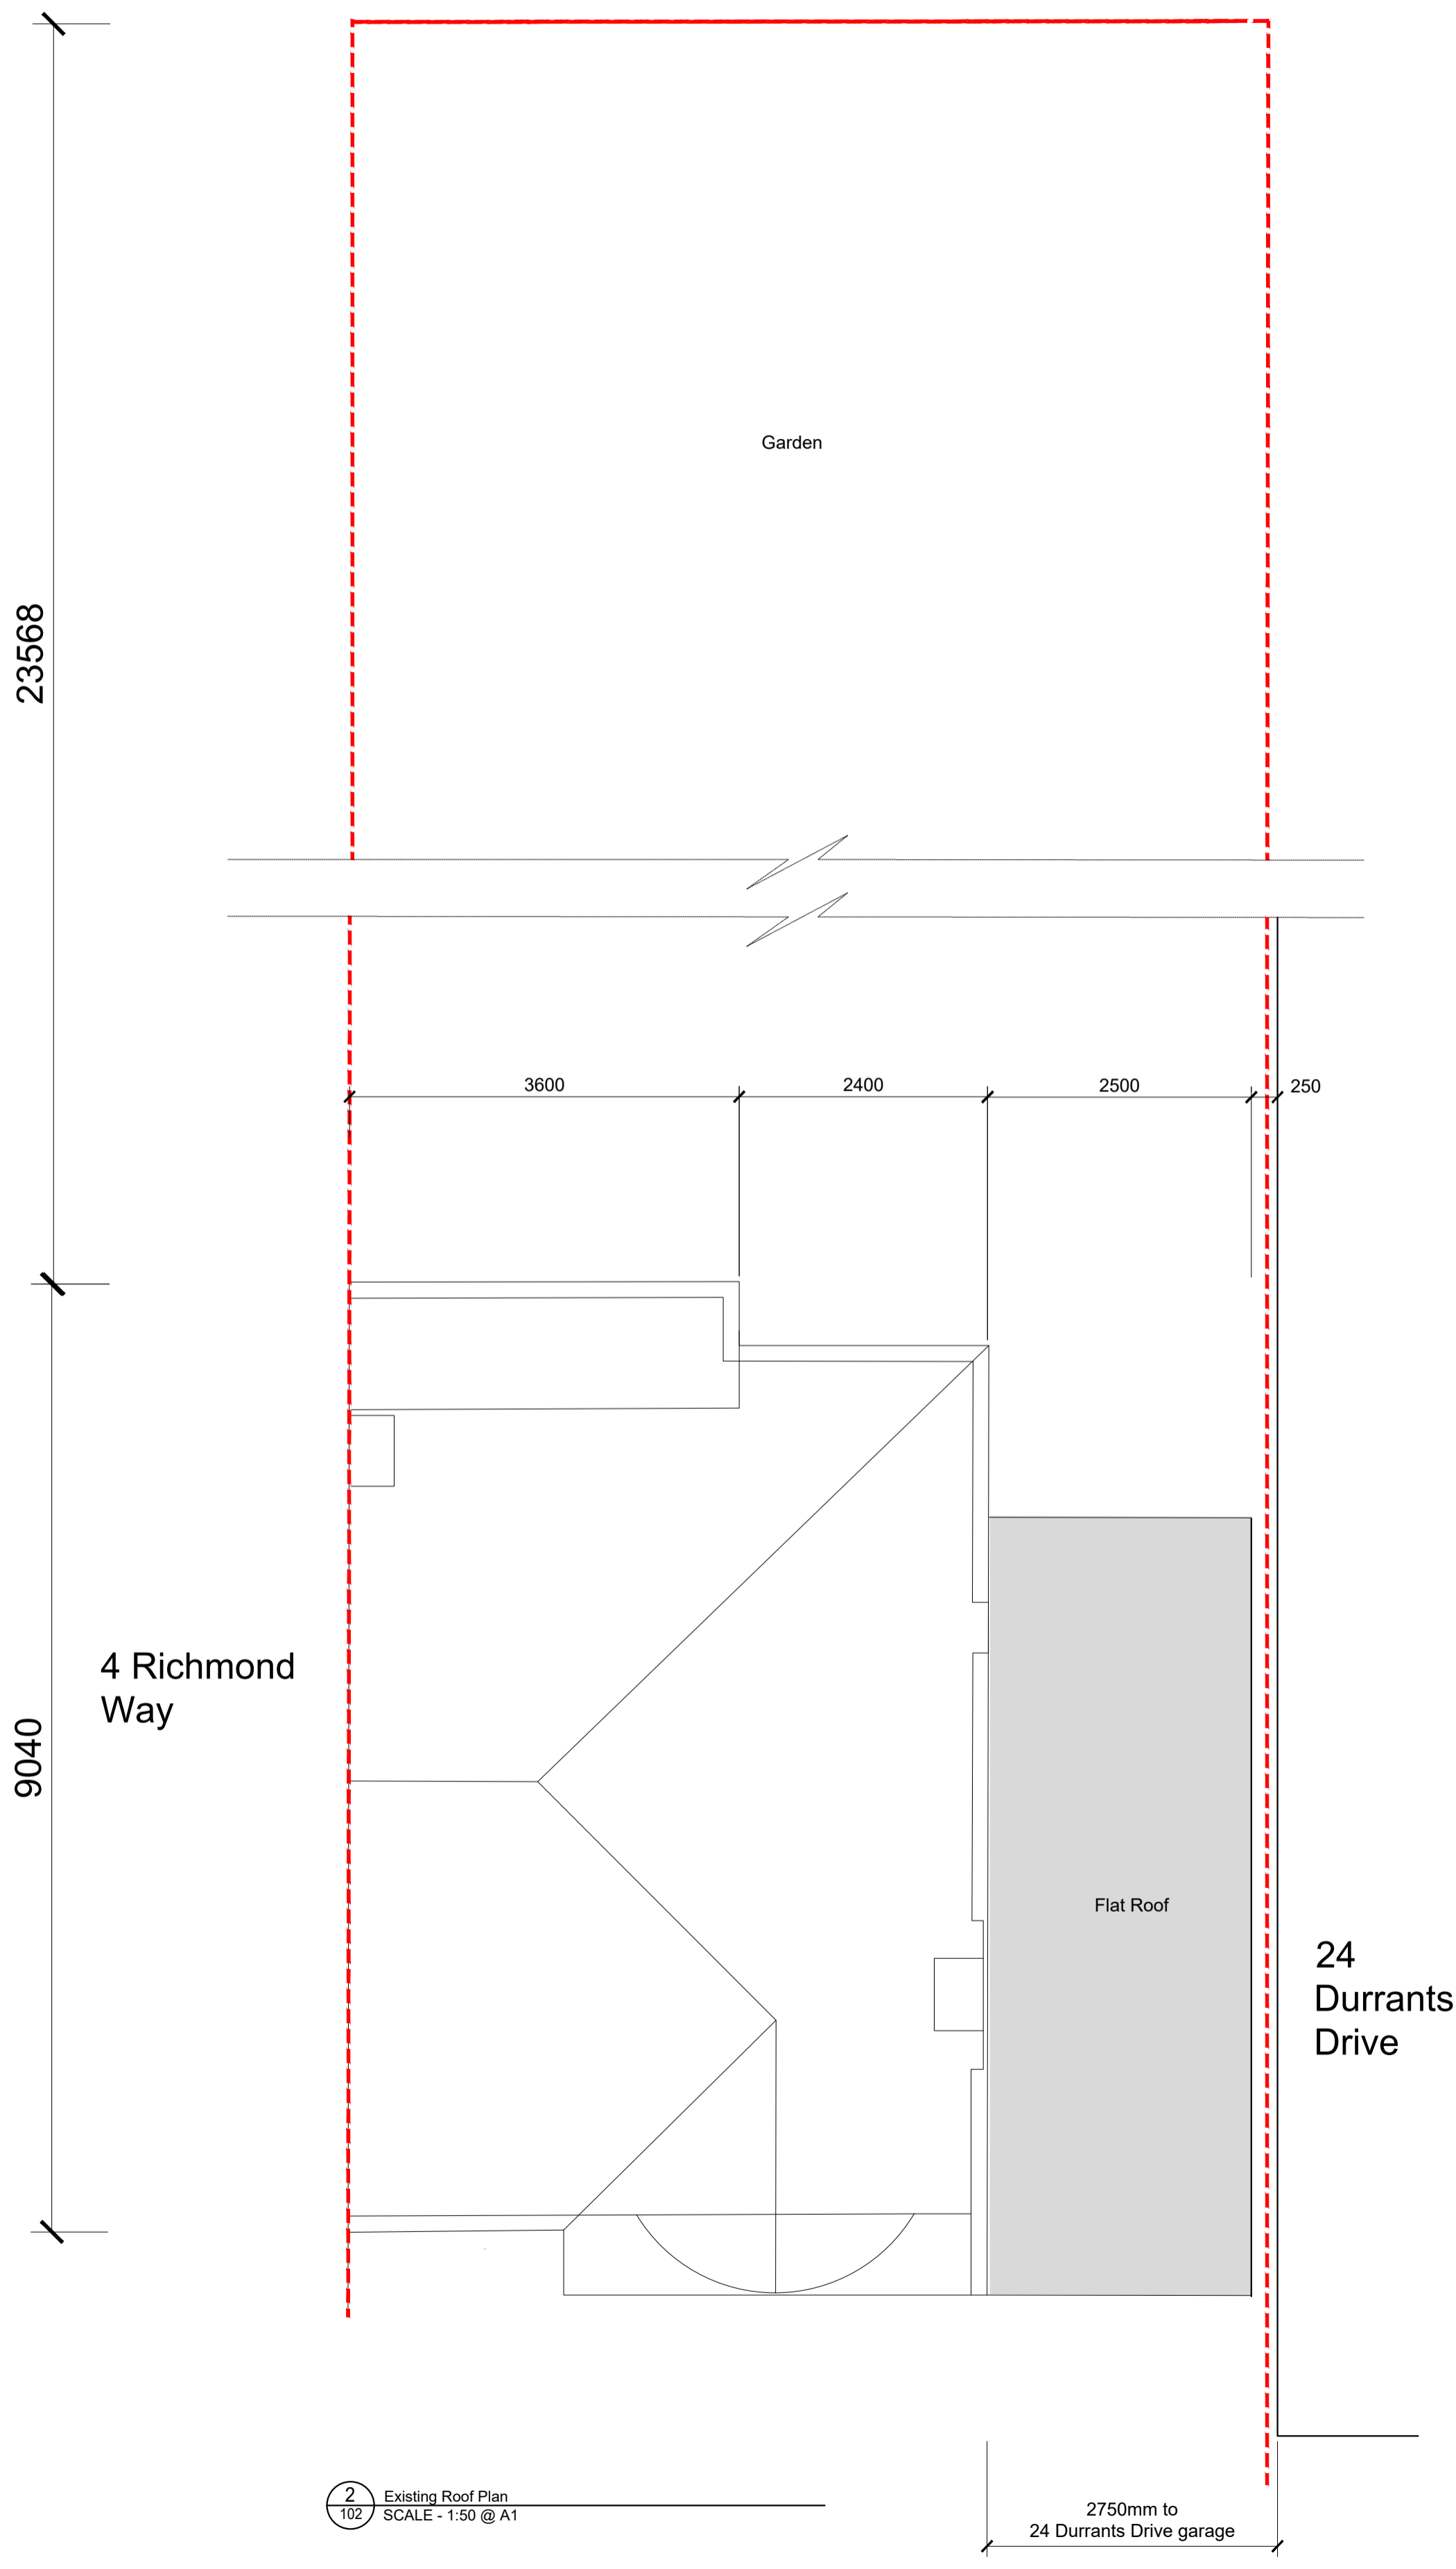 Garden
23568
3600
2400
2500
250
4 Richmond
Way
9040
Flat Roof
24
Durrants
Drive
2
102
Existing Roof Plan
SCALE - 1:50 @ A1
2750mm to
24 Durrants Drive garage